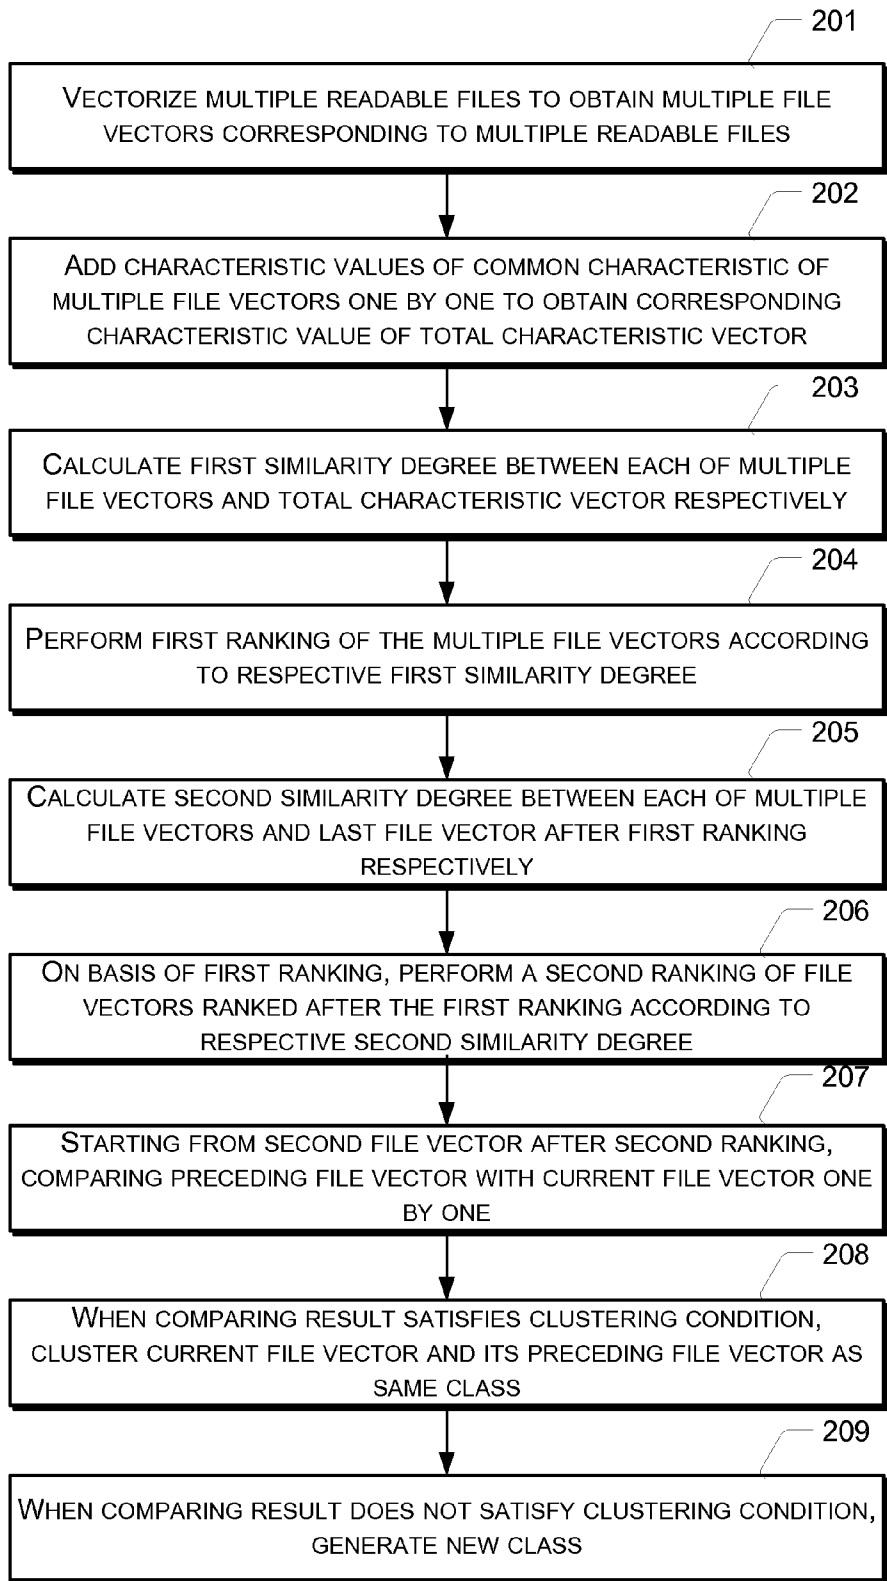 201
VECTORIZE MULTIPLE READABLE FILES TO OBTAIN MULTIPLE FILE
VECTORS CORRESPONDING TO MULTIPLE READABLE FILES
202
ADD CHARACTERISTIC VALUES OF COMMON CHARACTERISTIC OF
MULTIPLE FILE VECTORS ONE BY ONE TO OBTAIN CORRESPONDING
CHARACTERISTIC VALUE OF TOTAL CHARACTERISTIC VECTOR
203
CALCULATE FIRST SIMILARITY DEGREE BETWEEN EACH OF MULTIPLE
FILE VECTORS AND TOTAL CHARACTERISTIC VECTOR RESPECTIVELY
204
PERFORM FIRST RANKING OF THE MULTIPLE FILE VECTORS ACCORDING
TO RESPECTIVE FIRST SIMILARITY DEGREE
205
CALCULATE SECOND SIMILARITY DEGREE BETWEEN EACH OF MULTIPLE
FILE VECTORS AND LAST FILE VECTOR AFTER FIRST RANKING
RESPECTIVELY
206
ON BASIS OF FIRST RANKING, PERFORM A SECOND RANKING OF FILE
VECTORS RANKED AFTER THE FIRST RANKING ACCORDING TO
RESPECTIVE SECOND SIMILARITY DEGREE
207
STARTING FROM SECOND FILE VECTOR AFTER SECOND RANKING,
COMPARING PRECEDING FILE VECTOR WITH CURRENT FILE VECTOR ONE
BY ONE
208
WHEN COMPARING RESULT SATISFIES CLUSTERING CONDITION,
CLUSTER CURRENT FILE VECTOR AND ITS PRECEDING FILE VECTOR AS
SAME CLASS
209
WHEN COMPARING RESULT DOES NOT SATISFY CLUSTERING CONDITION,
GENERATE NEW CLASS